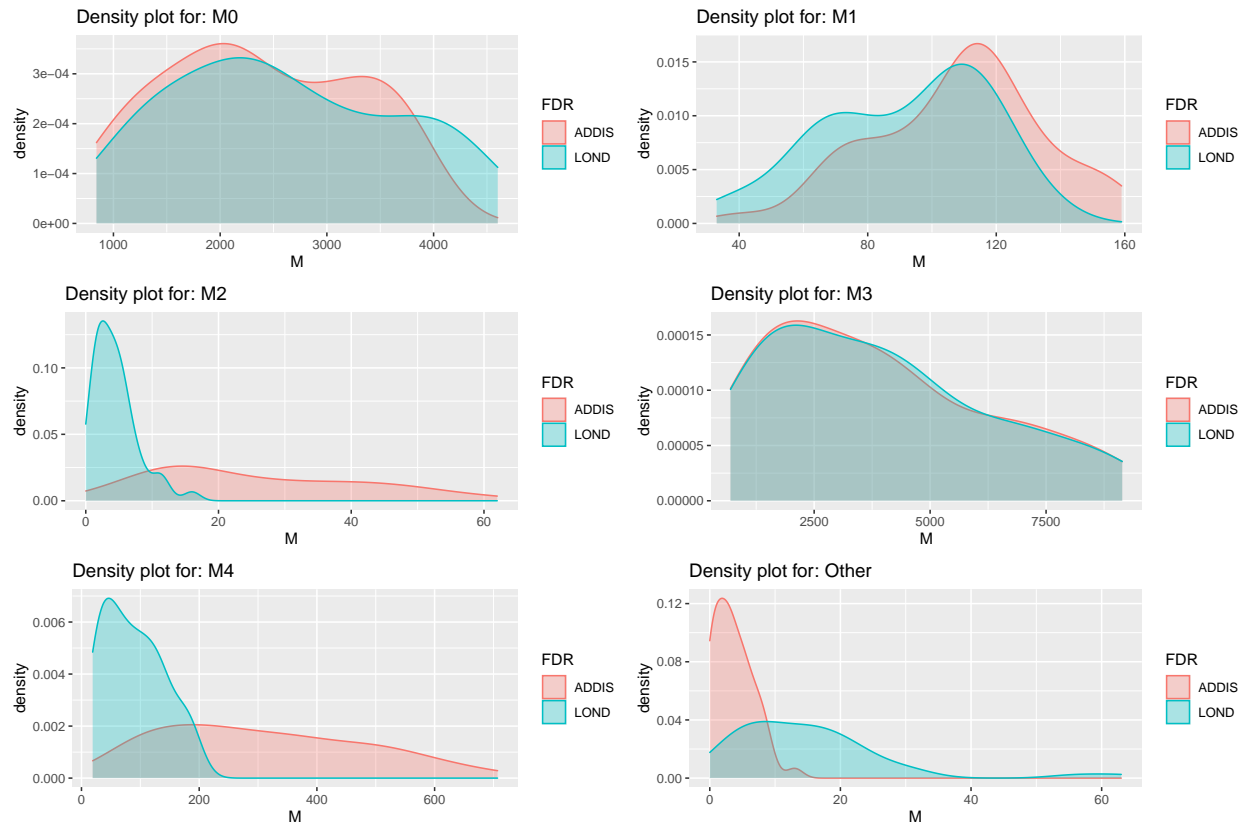 Density plot for: M0
3e−04
2e−04
1e−04
0e+00
density
1000 2000 3000 4000
M
FDR
ADDIS
LOND
Density plot for: M1
0.015
0.010
0.005
0.000
density
40 80 120 160
M
FDR
ADDIS
LOND
Density plot for: M2
0.10
0.05
0.00
density
0 20 40 60
M
FDR
ADDIS
LOND
Density plot for: M3
0.00015
0.00010
0.00005
0.00000
density
2500 5000 7500
M
FDR
ADDIS
LOND
Density plot for: M4
0.006
0.004
0.002
0.000
density
0 200 400 600
M
FDR
ADDIS
LOND
Density plot for: Other
0.12
0.08
0.04
0.00
density
0 20 40 60
M
FDR
ADDIS
LOND